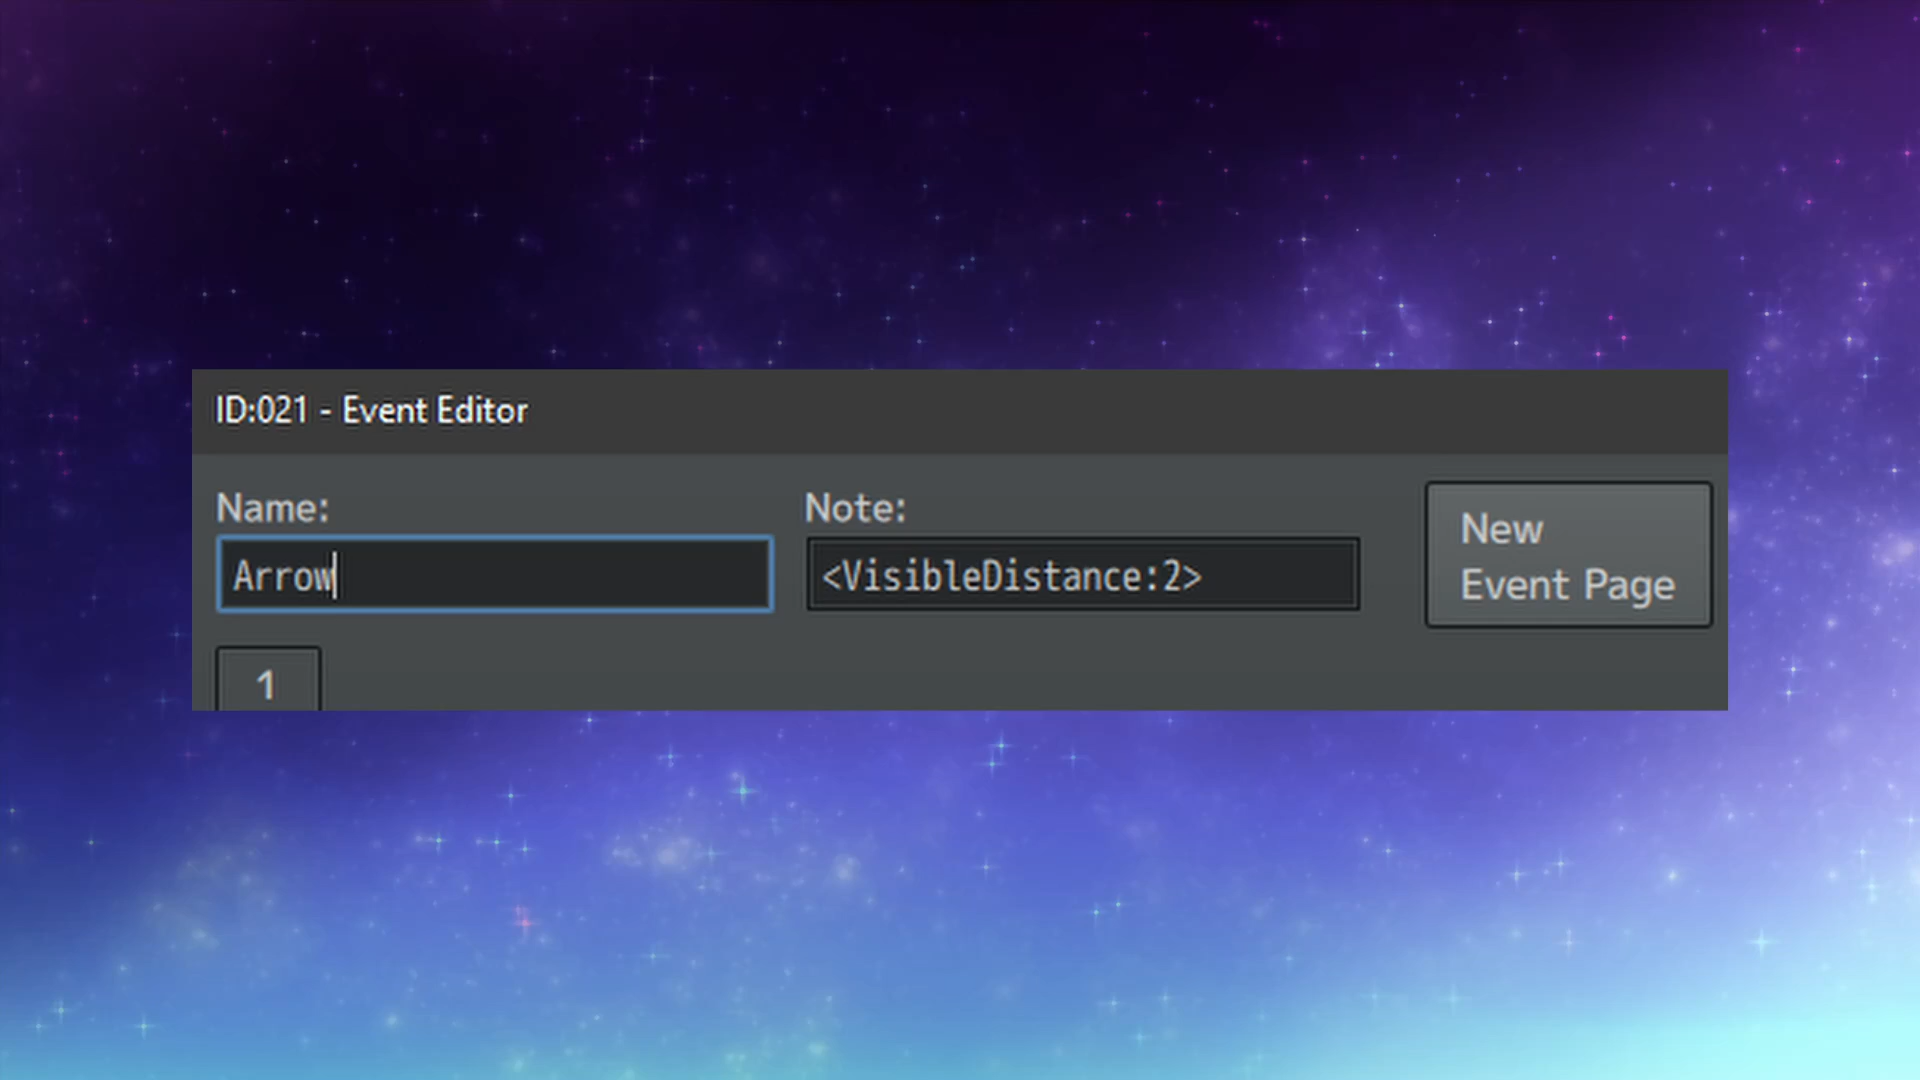 ID:021 - Event Editor
Name:
Note:
Arrow
<VisibleDistance:2>
New
Event Page
1